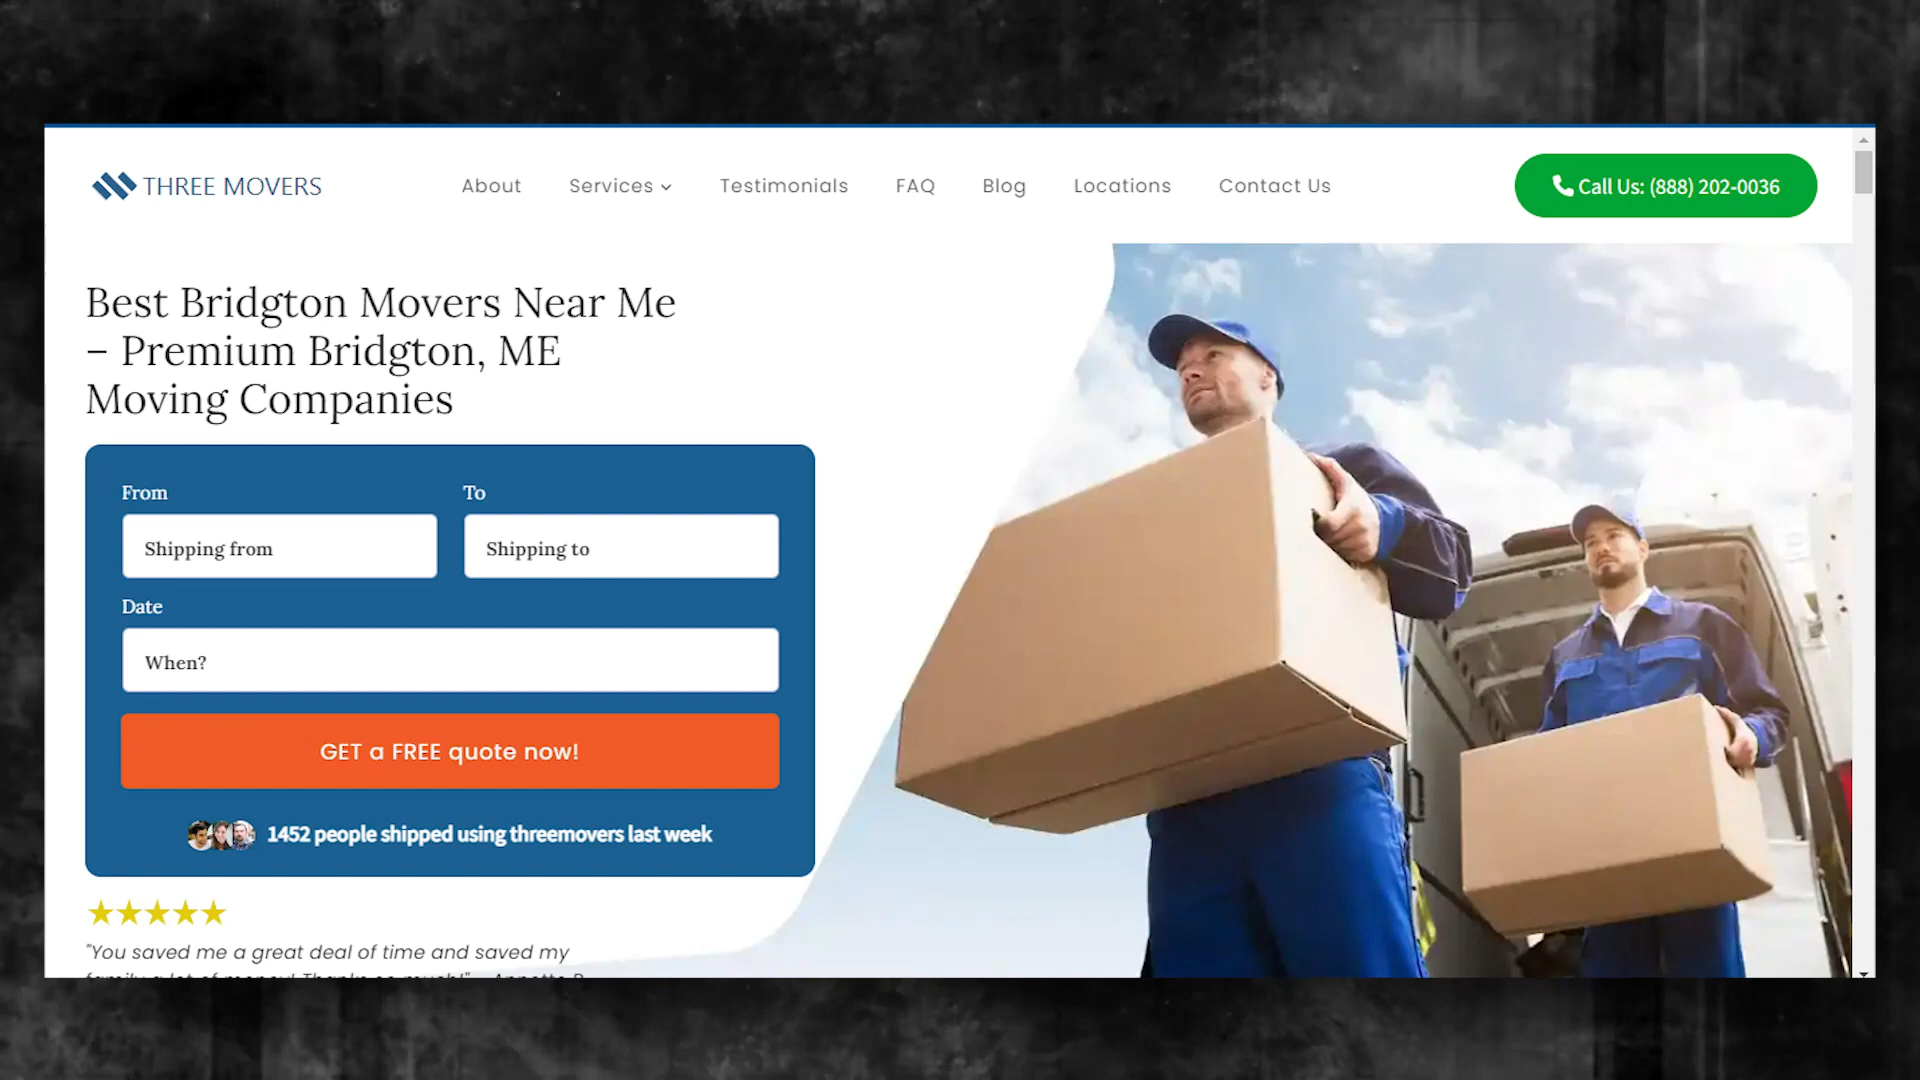 THREE MOVERS
About
Services
Testimonials
FAQ
Blog
Locations
Contact Us
Call Us: (888) 202-0036
Best Bridgton Movers Near Me
– Premium Bridgton, ME
Moving Companies
From
To
Shipping from
Shipping to
Date
When?
GET a FREE quote now!
1452 people shipped using threemovers last week
"You saved me a great deal of time and saved my